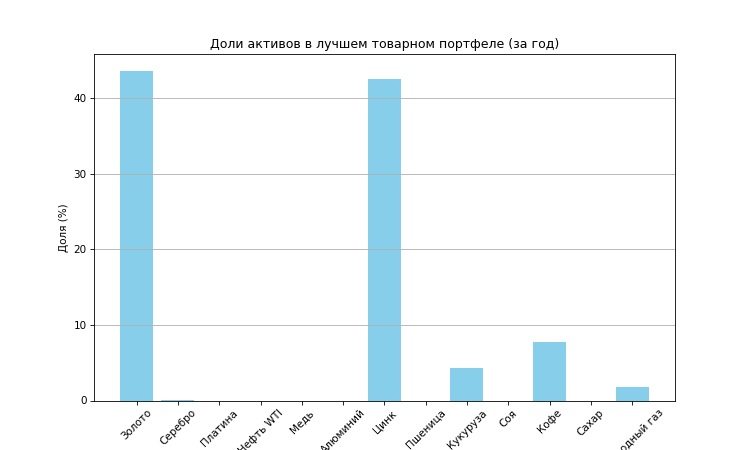 Доли активов в лучшем товарном портфеле (за год)
Доля (%)
40
30
20
10
0
Золото
Серебро
Платина
Нефть WTI
Медь
Алюминий
Цинк
Пшеница
Кукуруза
Соя
Кофе
Сахар
одный газ